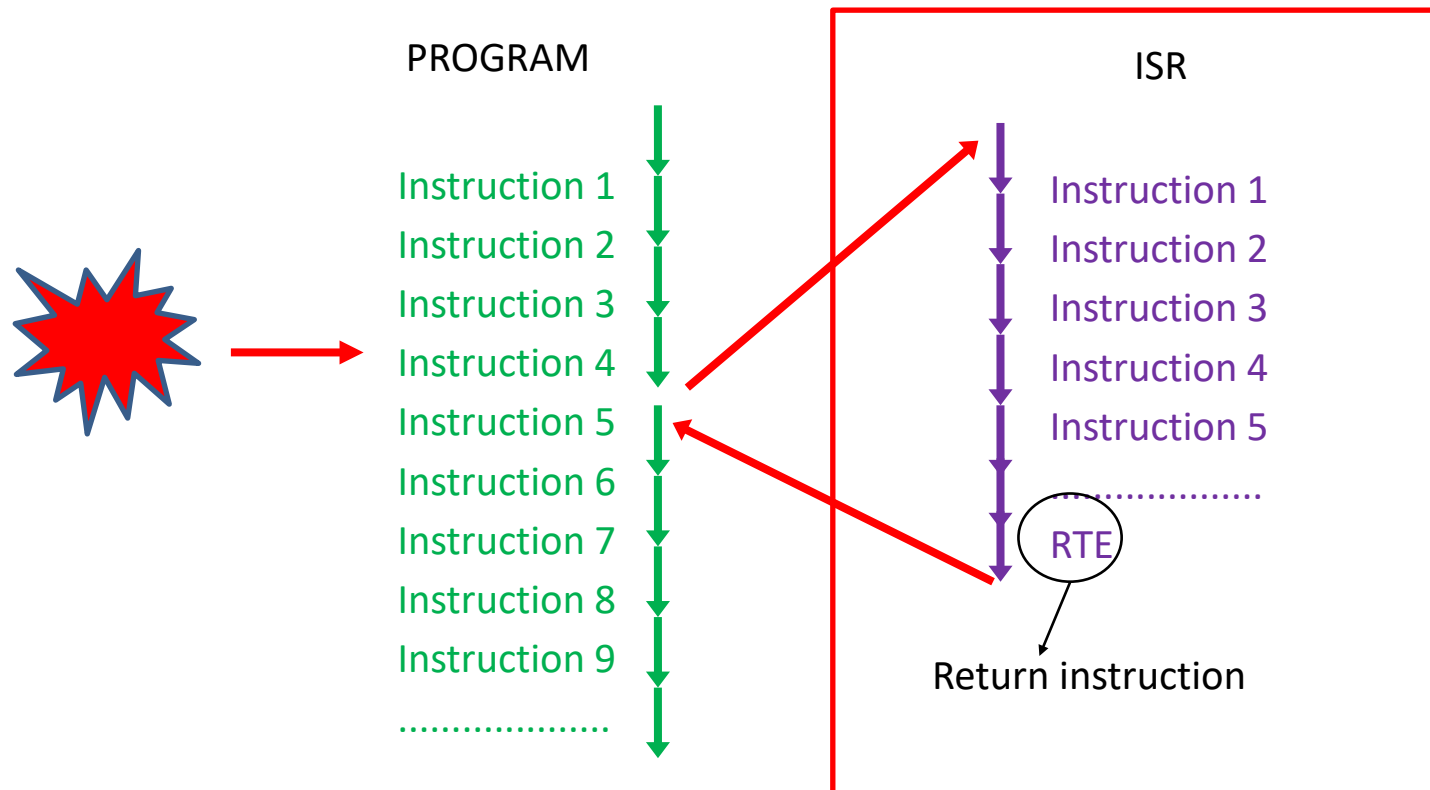 PROGRAM
Instruction 1
Instruction 2
Instruction 3
Instruction 4
Instruction 5
Instruction 6
Instruction 7
Instruction 8
Instruction 9
.....................
ISR
Instruction 1
Instruction 2
Instruction 3
Instruction 4
Instruction 5
.....................
RTE
Return instruction